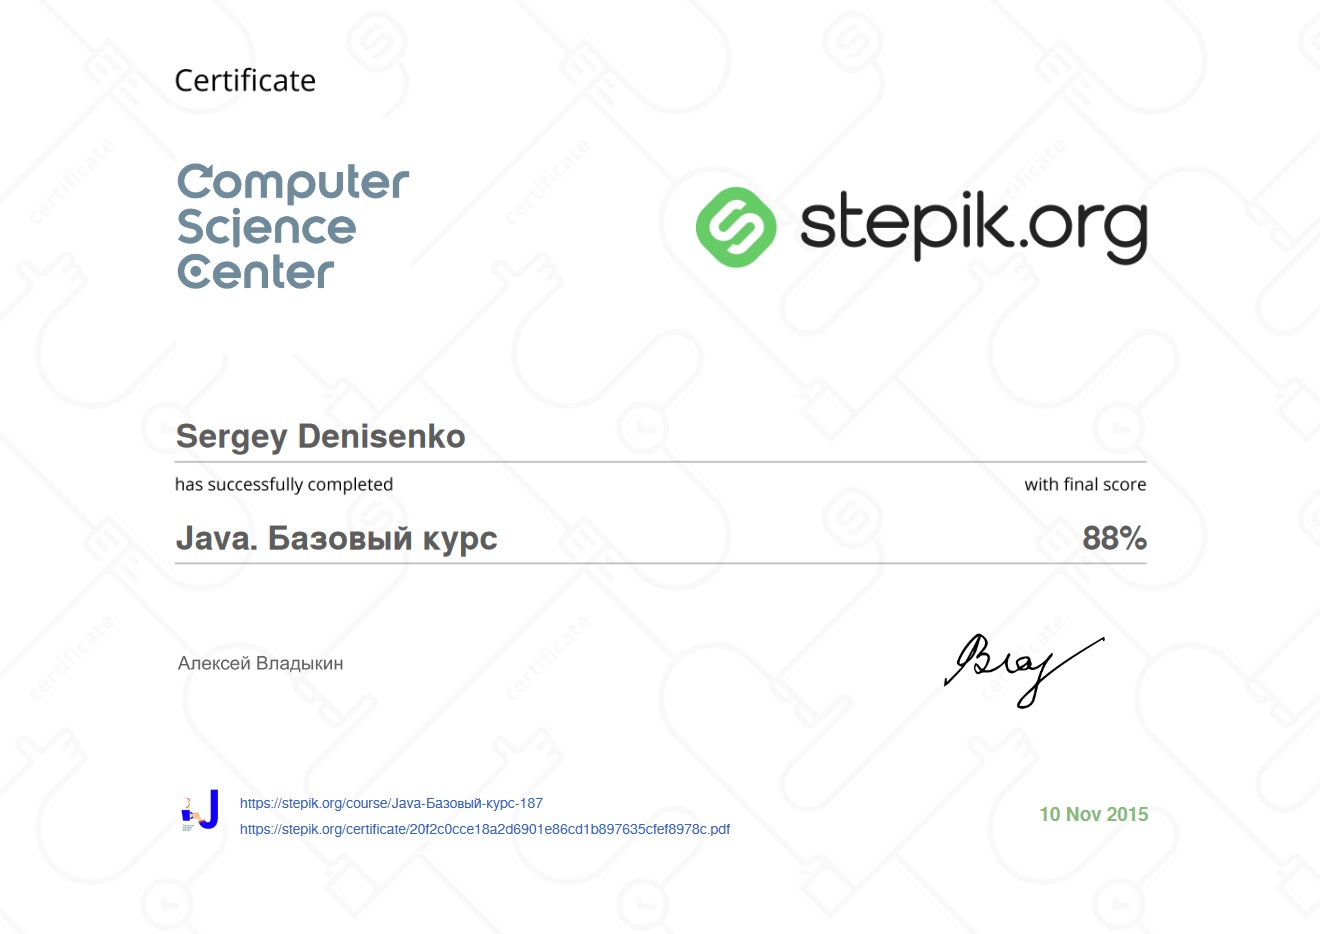 Certificate
Computer
Science
Center
stepik.org
Sergey Denisenko
has successfully completed
with final score
Java. Базовый курс
88%
Алексей Владыкин
https://stepik.org/course/Java-Базовый-курс-187
https://stepik.org/certificate/20f2c0cce18a2d6901e86cd1b897635cfef8978c.pdf
10 Nov 2015